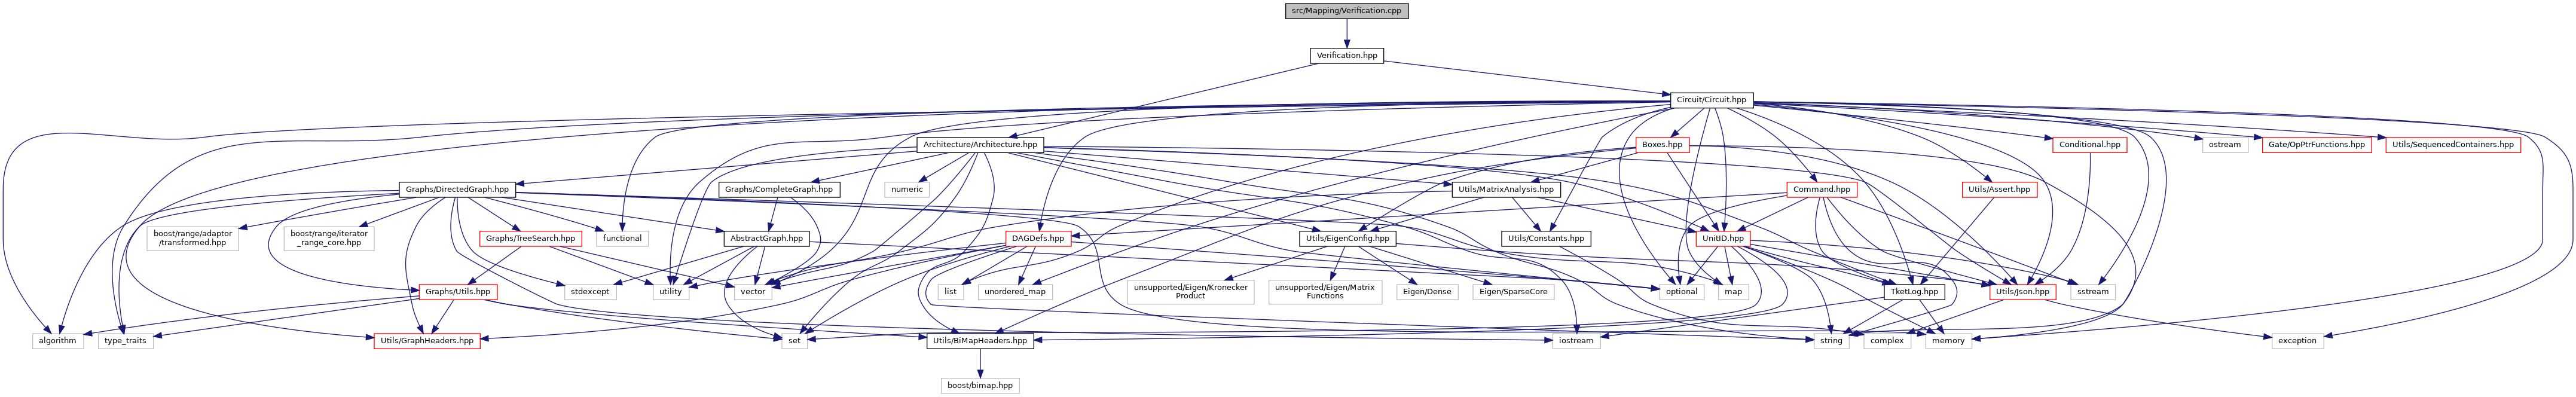 src/Mapping/Verification.cpp
Verification.hpp
Circuit/Circuit.hpp
Architecture/Architecture.hpp
Boxes.hpp
Conditional.hpp
ostream
Gate/OpPtrFunctions.hpp
Utils/SequencedContainers.hpp
Graphs/DirectedGraph.hpp
Graphs/CompleteGraph.hpp
numeric
Utils/MatrixAnalysis.hpp
Command.hpp
Utils/Assert.hpp
boost/range/adaptor
/transformed.hpp
boost/range/iterator
_range_core.hpp
Graphs/TreeSearch.hpp
functional
AbstractGraph.hpp
DAGDefs.hpp
Utils/EigenConfig.hpp
Utils/Constants.hpp
UnitID.hpp
Graphs/Utils.hpp
stdexcept
utility
vector
list
unordered_map
unsupported/Eigen/Kronecker
Product
unsupported/Eigen/Matrix
Functions
Eigen/Dense
Eigen/SparseCore
optional
map
TketLog.hpp
Utils/Json.hpp
sstream
algorithm
type_traits
Utils/GraphHeaders.hpp
set
Utils/BiMapHeaders.hpp
iostream
string
complex
memory
exception
boost/bimap.hpp